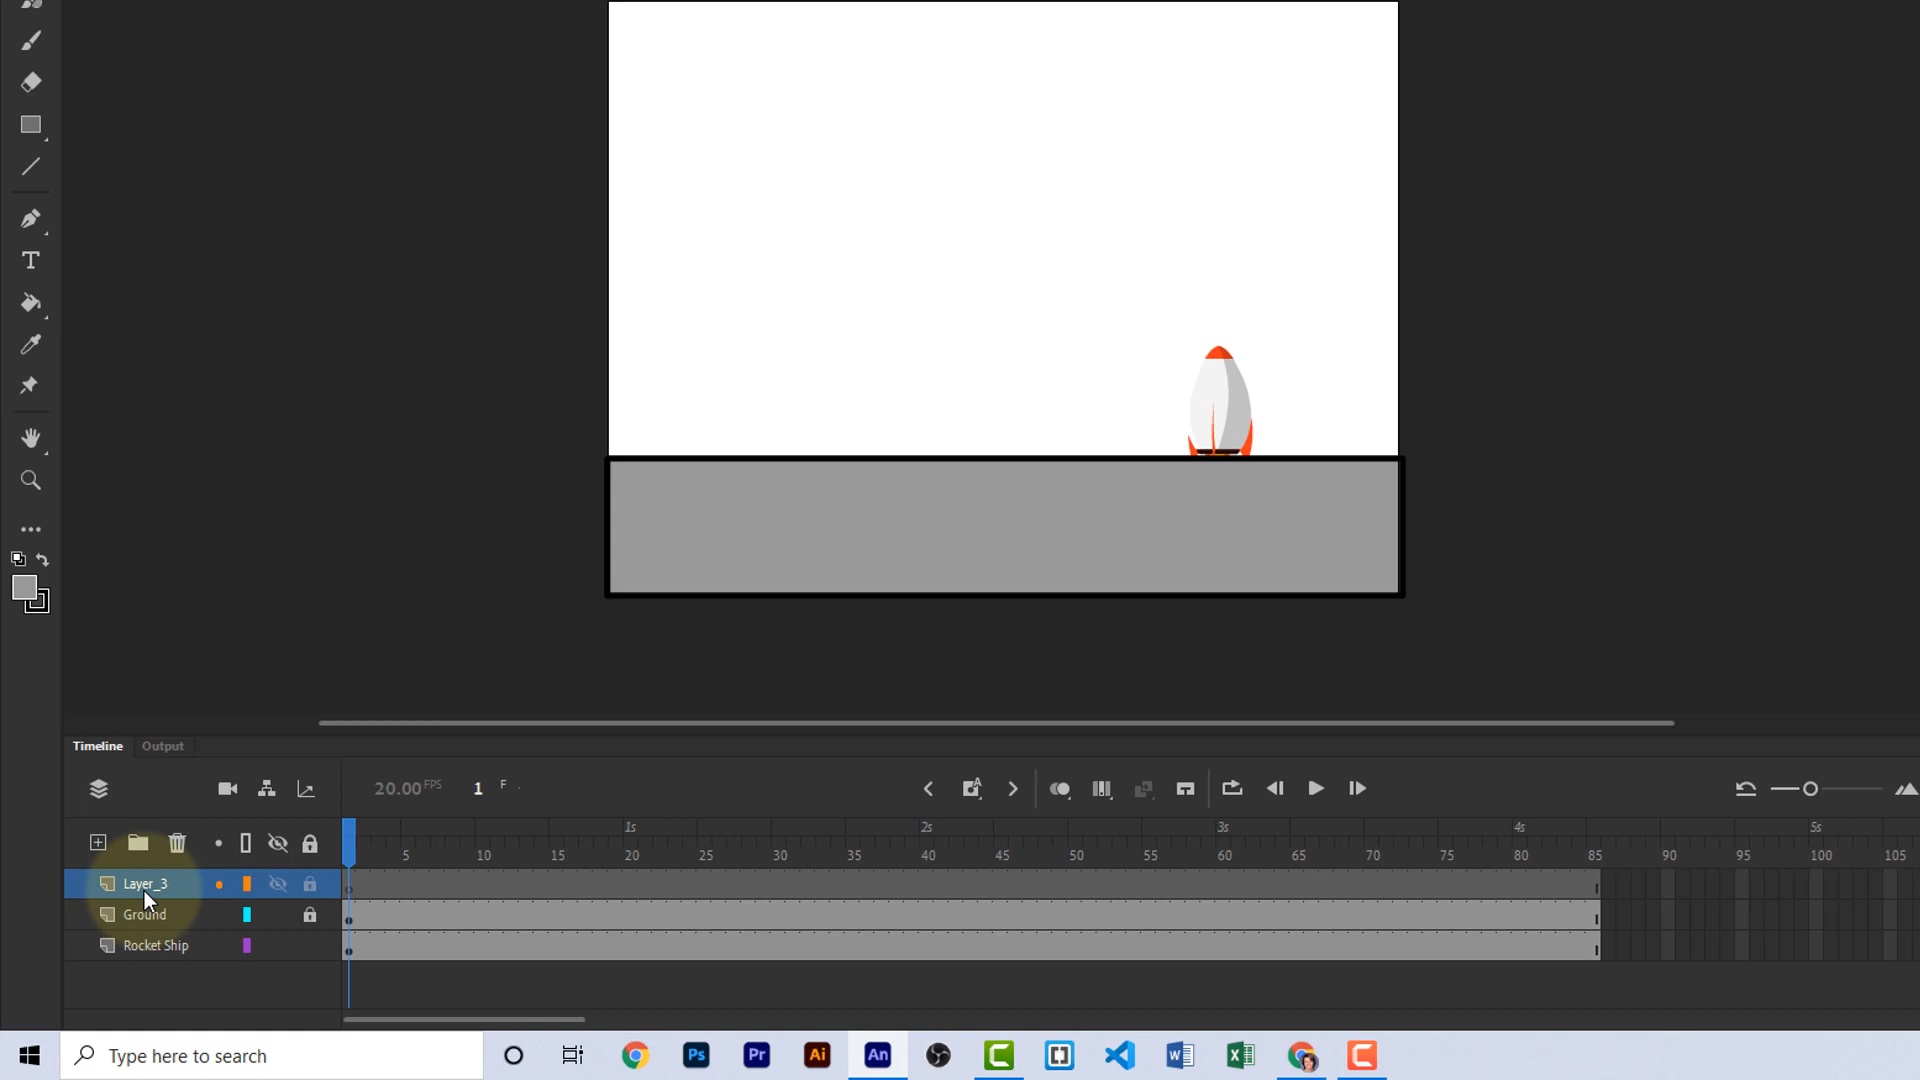 T
Timeline Output
20.00 FPS 1 F
1s 2s 3s 4s 5s
5 10 15 20 25 30 35 40 45 50 55 60 65 70 75 80 85 90 95 100 105
Layer_3
Ground
Rocket Ship
Type here to search
Ps Pr Ai An